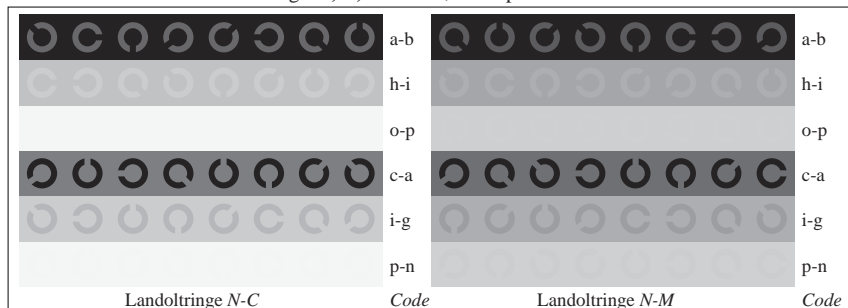 a-b a-b
h-i h-i
o-p o-p
c-a c-a
i-g i-g
p-n p-n
Landoltringe N-C Code Landoltringe N-M Code